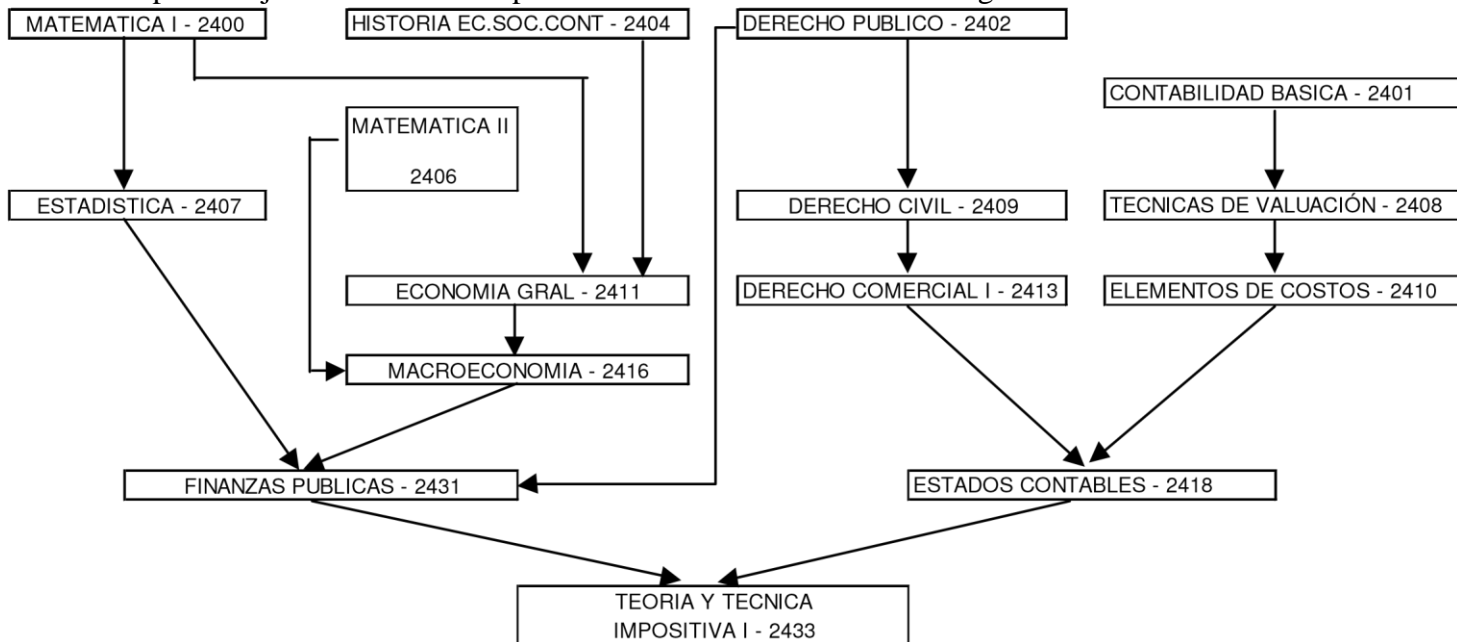 MATEMATICA I - 2400
HISTORIA EC.SOC.CONT - 2404
DERECHO PUBLICO - 2402
CONTABILIDAD BASICA - 2401
MATEMATICA II
2406
ESTADISTICA - 2407
DERECHO CIVIL - 2409
TECNICAS DE VALUACIÓN - 2408
ECONOMIA GRAL - 2411
DERECHO COMERCIAL I - 2413
ELEMENTOS DE COSTOS - 2410
MACROECONOMIA - 2416
FINANZAS PUBLICAS - 2431
ESTADOS CONTABLES - 2418
TEORIA Y TECNICA
IMPOSITIVA I - 2433